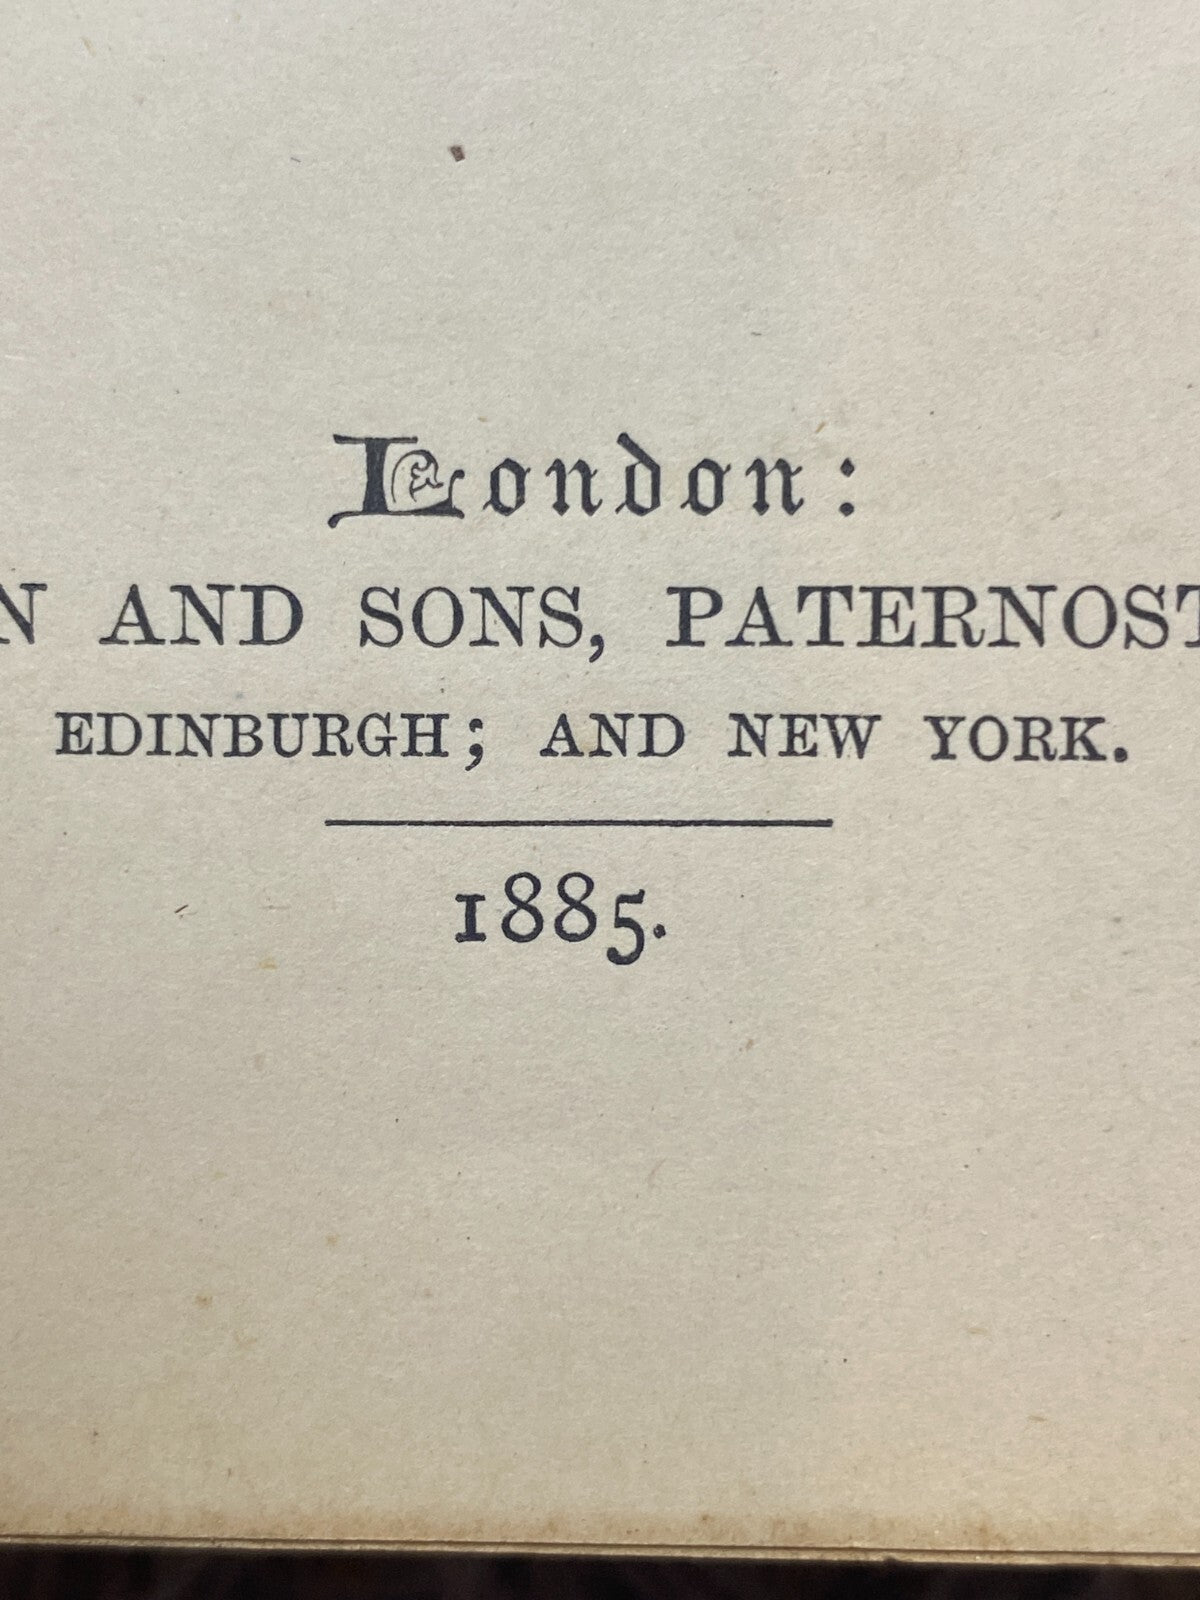 London:
N AND SONS, PATERNOST
EDINBURGH; AND NEW YORK.
1885.